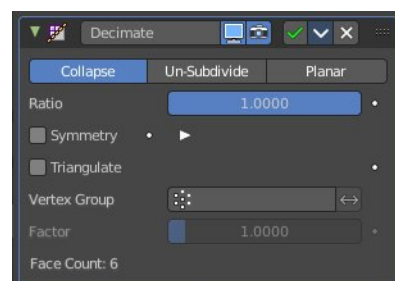 Decimate
Collapse Un-Subdivide Planar
Ratio 1.0000
Symmetry
Triangulate
Vertex Group
Factor 1.0000
Face Count: 6